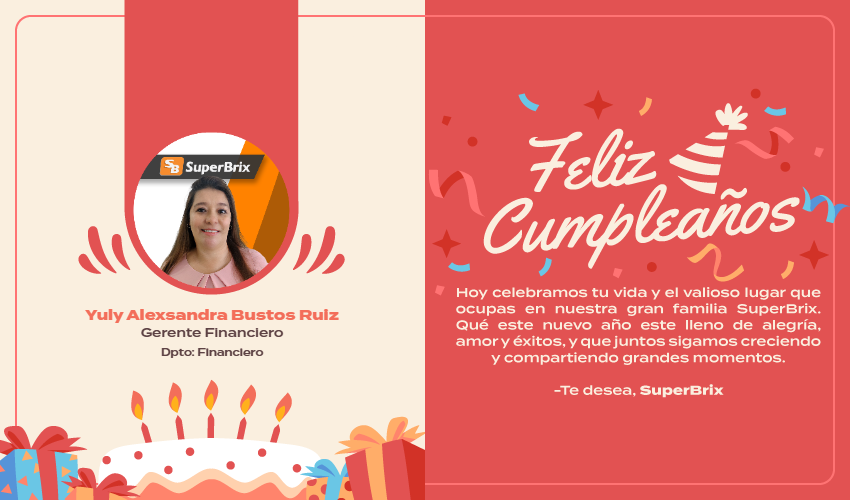 SB SuperBrix
Yuly Alexsandra Bustos Ruiz
Gerente Financiero
Dpto: Financiero
Feliz
Cumpleaños
Hoy celebramos tu vida y el valioso lugar que
ocupas en nuestra gran familia SuperBrix.
Qué este nuevo año este lleno de alegría,
amor y éxitos, y que juntos sigamos creciendo
y compartiendo grandes momentos.
-Te desea, SuperBrix